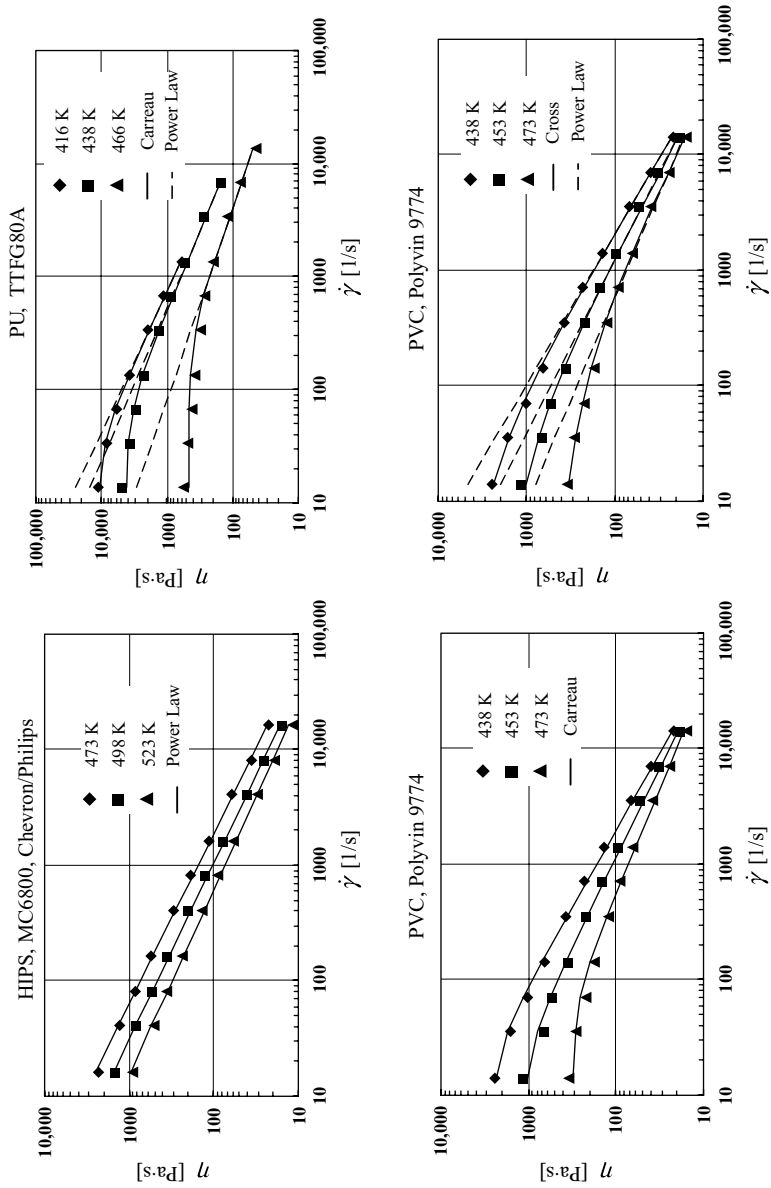 HIPS, MC6800, Chevron/Philips
10,000
1000
100
10
η [Pa·s]
473 K
498 K
523 K
Power Law
10
100
1000
10,000
100,000
γ̇ [1/s]
PU, TTFG80A
100,000
10,000
1000
100
10
η [Pa·s]
416 K
438 K
466 K
Carreau
Power Law
10
100
1000
10,000
100,000
γ̇ [1/s]
PVC, Polyvin 9774
10,000
1000
100
10
η [Pa·s]
438 K
453 K
473 K
Carreau
10
100
1000
10,000
100,000
γ̇ [1/s]
PVC, Polyvin 9774
10,000
1000
100
10
η [Pa·s]
438 K
453 K
473 K
Cross
Power Law
10
100
1000
10,000
100,000
γ̇ [1/s]